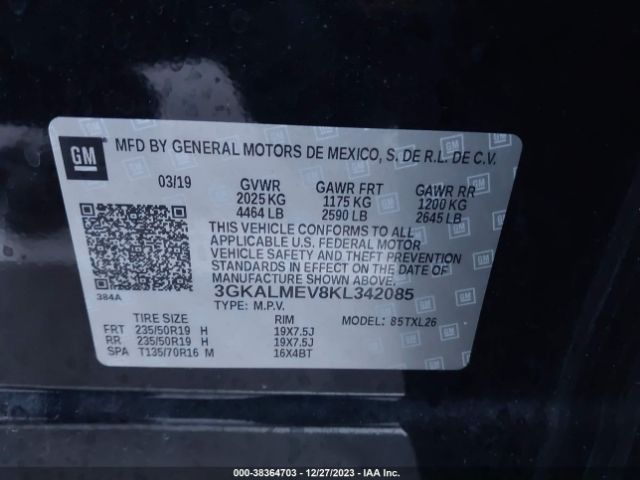 GM
MFD BY GENERAL MOTORS DE MEXICO, S. DE R.L. DE C.V.
03/19 GVWR GAWR FRT GAWR RR
2025 KG 1175 KG 1200 KG
4464 LB 2590 LB 2645 LB
THIS VEHICLE CONFORMS TO ALL
APPLICABLE U.S. FEDERAL MOTOR
VEHICLE SAFETY AND THEFT PREVENTION
STANDARDS IN EFFECT ON THE DATE OF
MANUFACTURE SHOWN ABOVE.
384A
3GKALMEV8KL342085
TYPE: M.P.V.
TIRE SIZE RIM MODEL: 85TXL26
FRT 235/50R19 H 19X7.5J
RR 235/50R19 H 19X7.5J
SPA T135/70R16 M 16X4BT
000-38364703 - 12/27/2023 - IAA Inc.